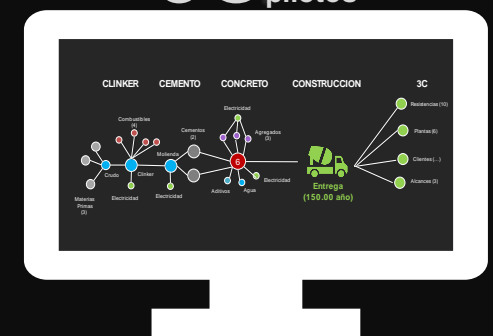 pilotos
CLINKER
CEMENTO
CONCRETO
CONSTRUCCION
3C
Combustibles
(4)
Electricidad
Resistencias (10)
Cementos
(2)
Agregados
(3)
Plantas (6)
Molienda
6
Clientes (...)
Crudo
Clinker
Electricidad
Alcances (3)
Aditivos
Agua
Entrega
(150.00 año)
Materias
Primas
(3)
Electricidad
Electricidad